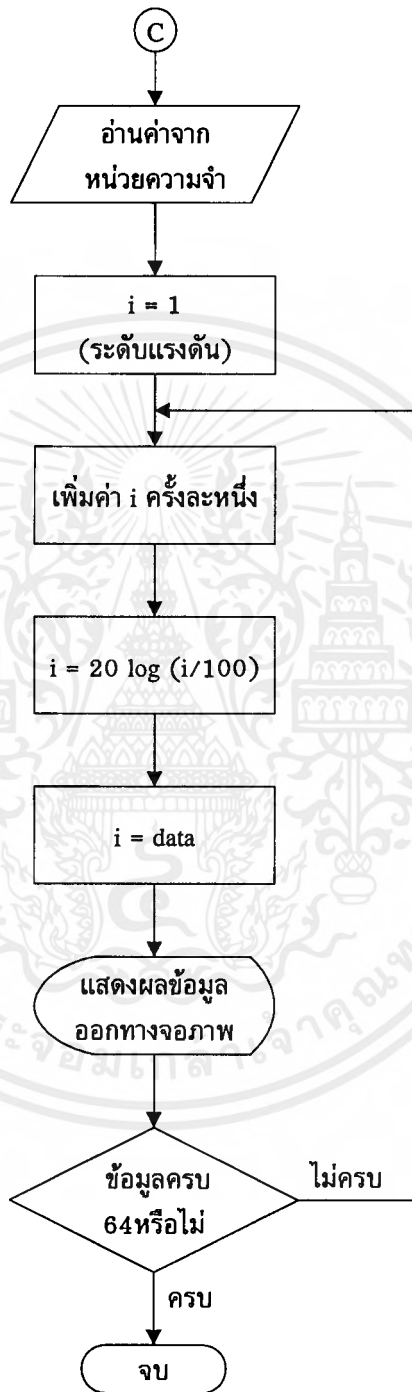 C
อ่านค่าจาก
หน่วยความจำ
i = 1
(ระดับแรงดัน)
เพิ่มค่า i ครั้งละหนึ่ง
i = 20 log (i/100)
i = data
แสดงผลข้อมูล
ออกทางจอภาพ
ข้อมูลครบ
64หรือไม่
ไม่ครบ
ครบ
จบ